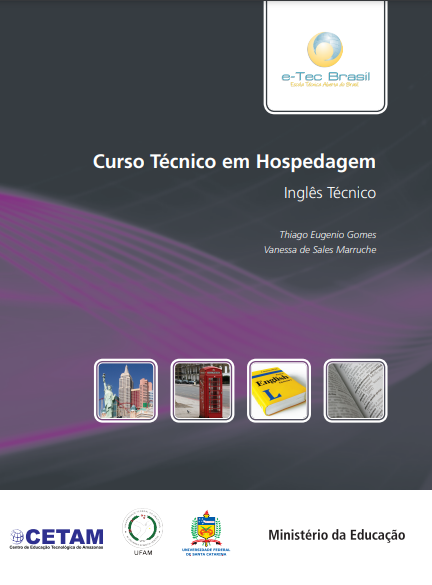 e-Tec Brasil
Escola Técnica Aberta do Brasil
Curso Técnico em Hospedagem
Inglês Técnico
Thiago Eugenio Gomes
Vanessa de Sales Marruche
English
L
CETAM
Centro de Educação Tecnológica do Amazonas
UFAM
UNIVERSIDADE FEDERAL
DE SANTA CATARINA
Ministério da Educação